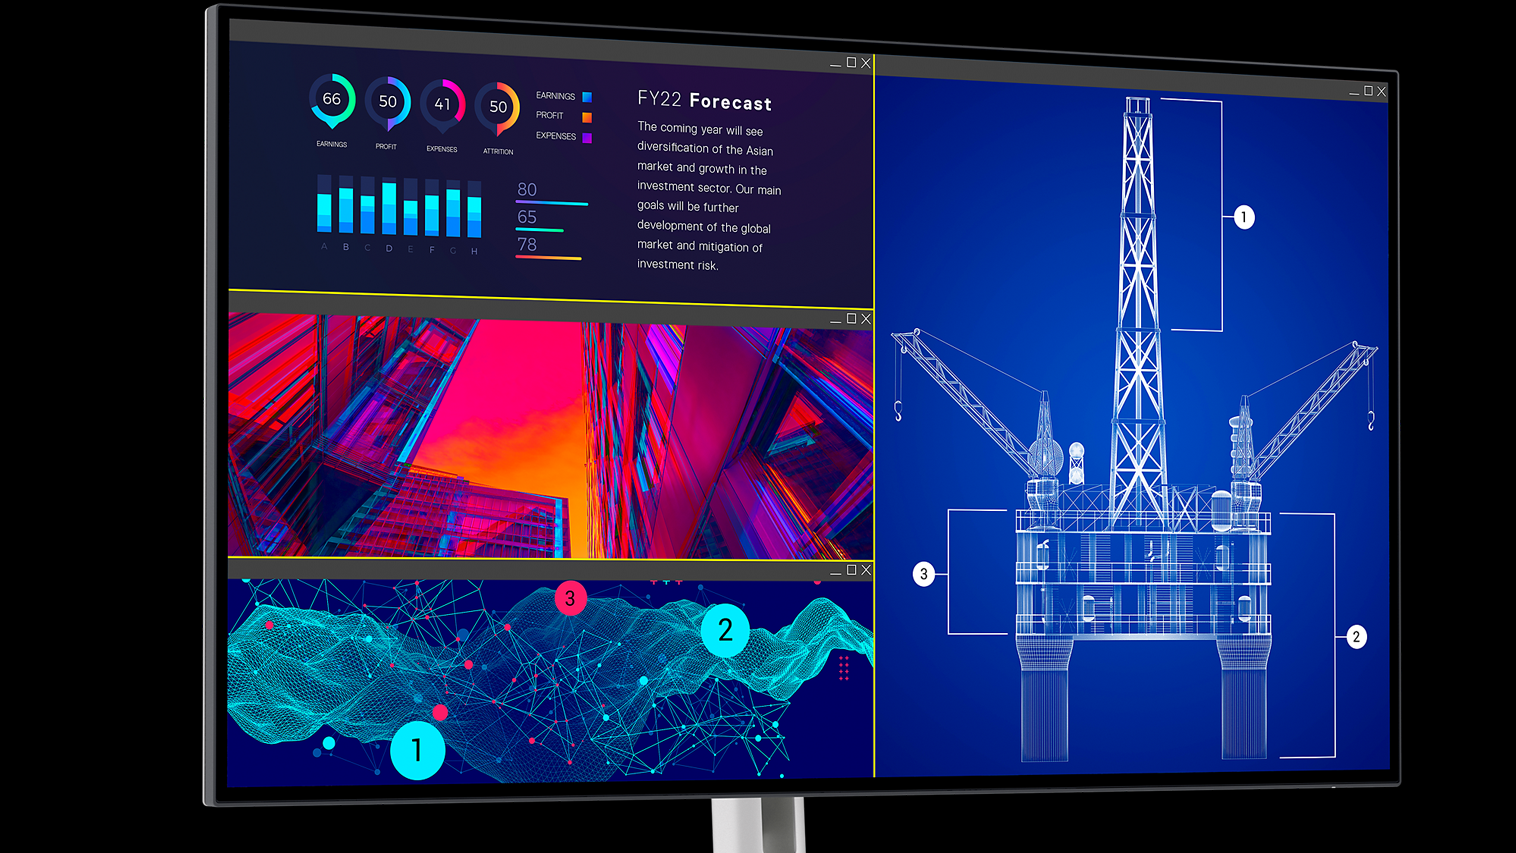 66
50
41
50
EARNINGS
PROFIT
EXPENSES
ATTRITION
EARNINGS
PROFIT
EXPENSES
A B C D E F G H
80
65
78
FY22 Forecast
The coming year will see
diversification of the Asian
market and growth in the
investment sector. Our main
goals will be further
development of the global
market and mitigation of
investment risk.
3
2
1
1
3
2